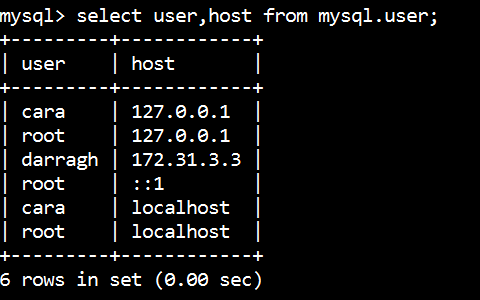 mysql> select user,host from mysql.user;
+---------+------------+
| user    | host       |
+---------+------------+
| cara    | 127.0.0.1  |
| root    | 127.0.0.1  |
| darragh | 172.31.3.3 |
| root    | ::1        |
| cara    | localhost  |
| root    | localhost  |
+---------+------------+
6 rows in set (0.00 sec)